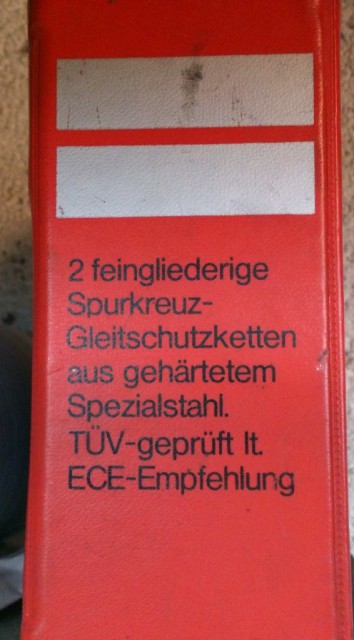 2 feingliederige
Spurkreuz-
Gleitschutzketten
aus gehärtetem
Spezialstahl.
TÜV-geprüft lt.
ECE-Empfehlung